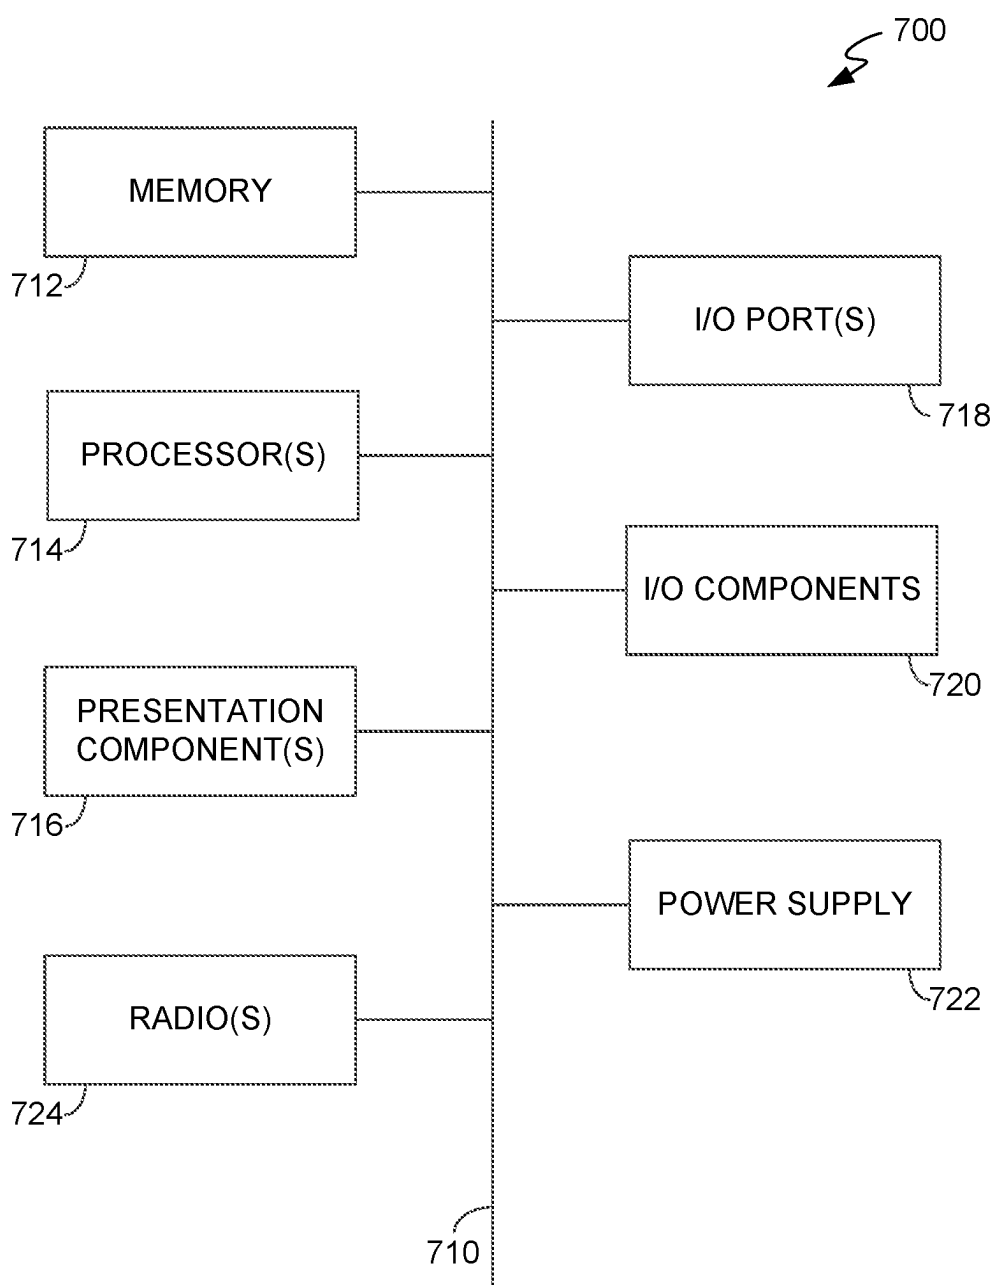 700
MEMORY
712
I/O PORT(S)
718
PROCESSOR(S)
714
I/O COMPONENTS
720
PRESENTATION
COMPONENT(S)
716
POWER SUPPLY
722
RADIO(S)
724
710